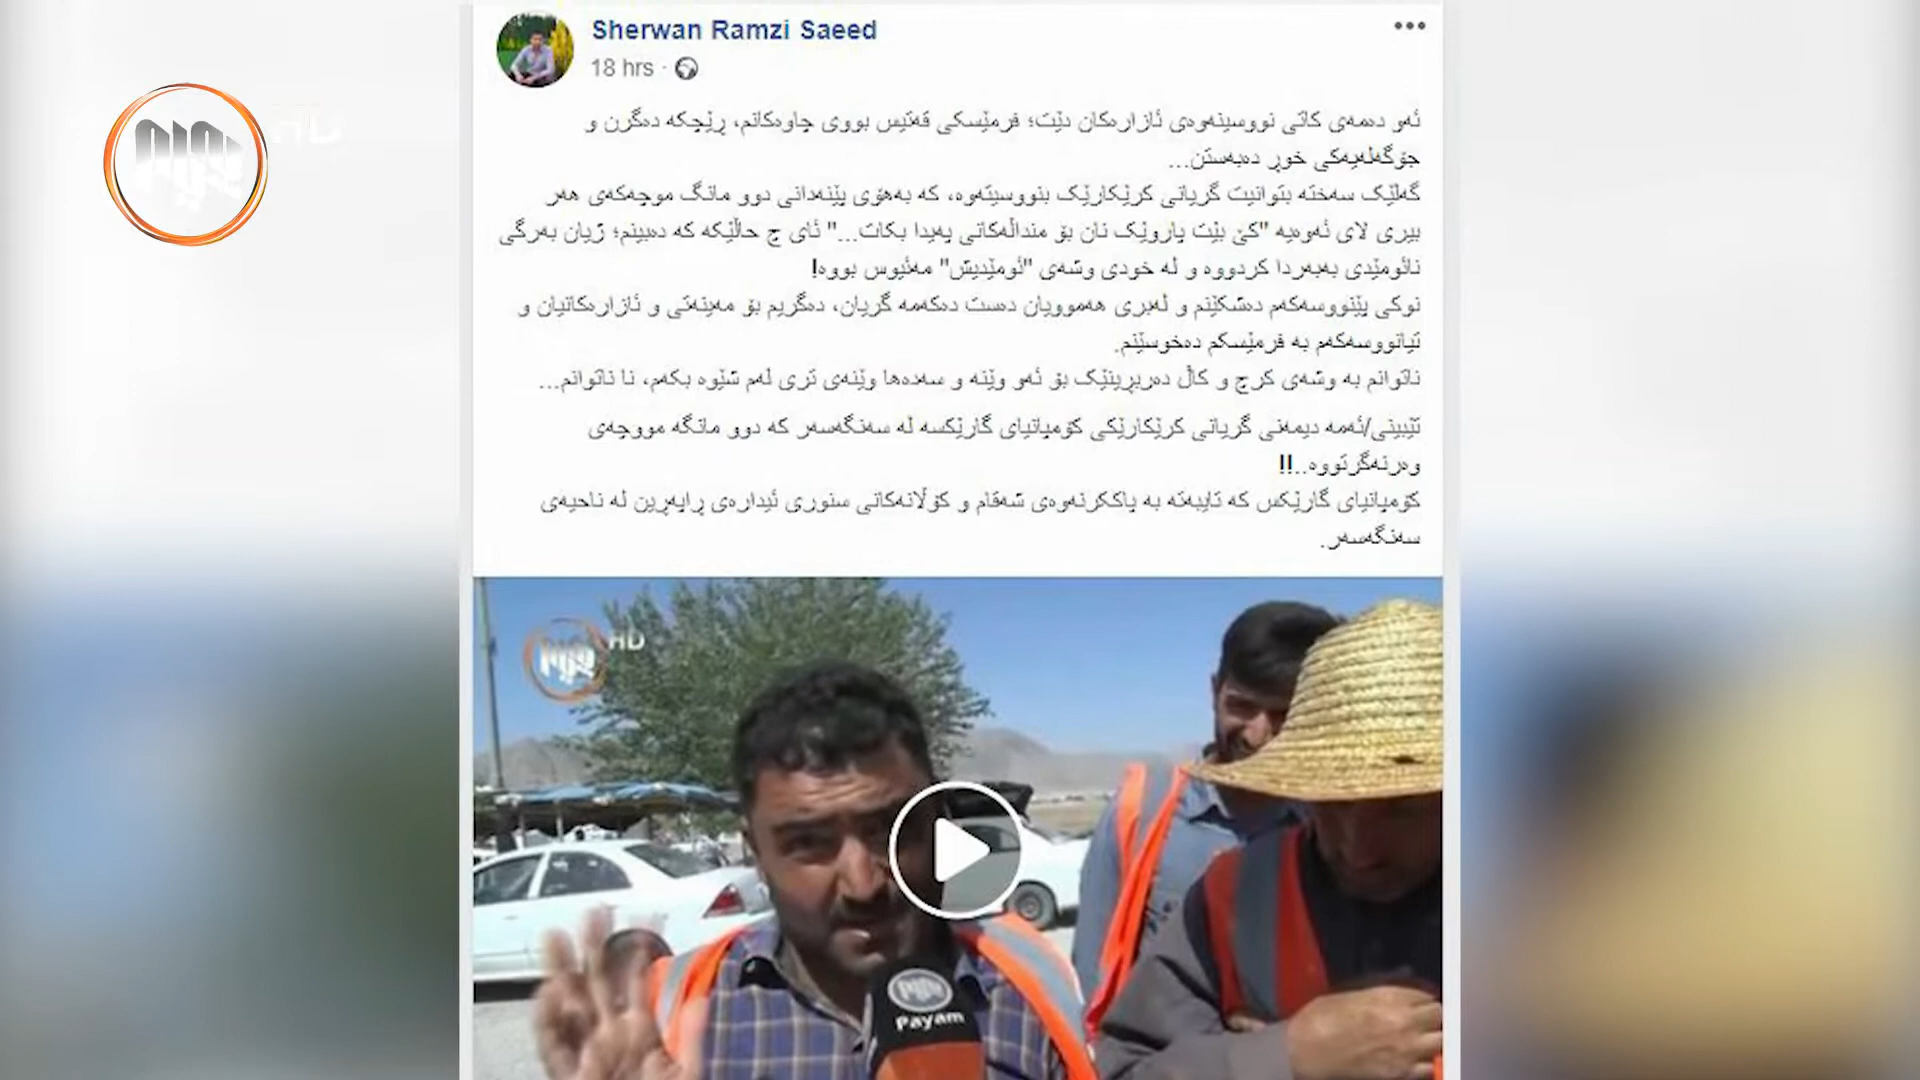 Sherwan Ramzi Saeed
18 hrs
ئەو دەمەی کاتی نووسینەوەی ئازارەکان دێت؛ فرمێسکی قەتیس بووی چاوەکانم، ڕێچکە دەگرن و
جۆگەلەیەکی خوڕ دەبەستن...
گەلێک سەختە بتوانیت گریانی کرێکارێک بنووسیتەوە، کە بەهۆی پێنەدانی دوو مانگ موچەکەی هەر
بیری لای ئەوەیە "کێ بێت پاروێک نان بۆ منداڵەکانی پەیدا بکات..." ئای چ حاڵێکە کە دەبینم؛ ژیان بەرگی
نائومێدی بەبەردا کردووە و لە خودی وشەی "ئومێدیش" مەئیوس بووە!
نوکی پێنووسەکەم دەشکێنم و لەبری هەموویان دەست دەکەمە گریان، دەگریم بۆ مەینەتی و ئازارەکانیان و
تیانووسەکەم بە فرمێسکم دەخوسێنم.
ناتوانم بە وشەی کرچ و کاڵ دەربڕینێک بۆ ئەو وێنە و سەدەها وێنەی تری لەم شێوە بکەم، نا ناتوانم...
تێبینی/ئەمە دیمەنی گریانی کرێکارێکی کۆمپانیای گارێکسە لە سەنگەسەر کە دوو مانگە مووچەی
وەرنەگرتووە..!!
کۆمپانیای گارێکس کە تایبەتە بە پاککرنەوەی شەقام و کۆڵانەکانی سنوری ئیدارەی ڕاپەڕین لە ناحیەی
سەنگەسەر.
پەیام HD
پەیام HD
پەیام
Payam